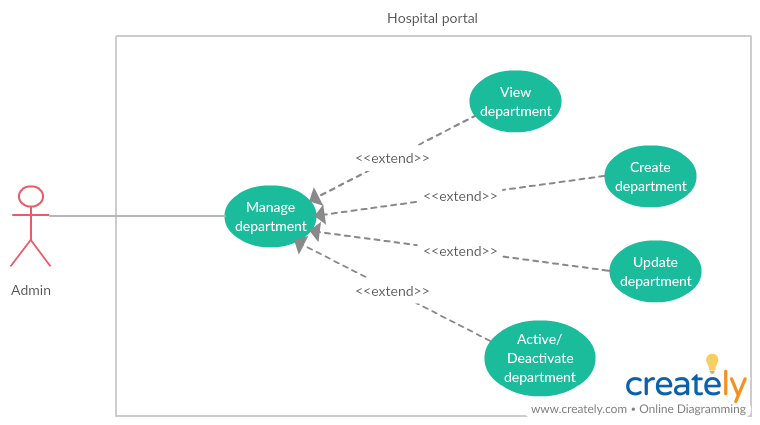 Hospital portal
View
department
<<extend>>
Create
department
<<extend>>
Manage
department
Update
department
<<extend>>
Admin
<<extend>>
Active/
Deactivate
department
creately
www.creately.com • Online Diagramming